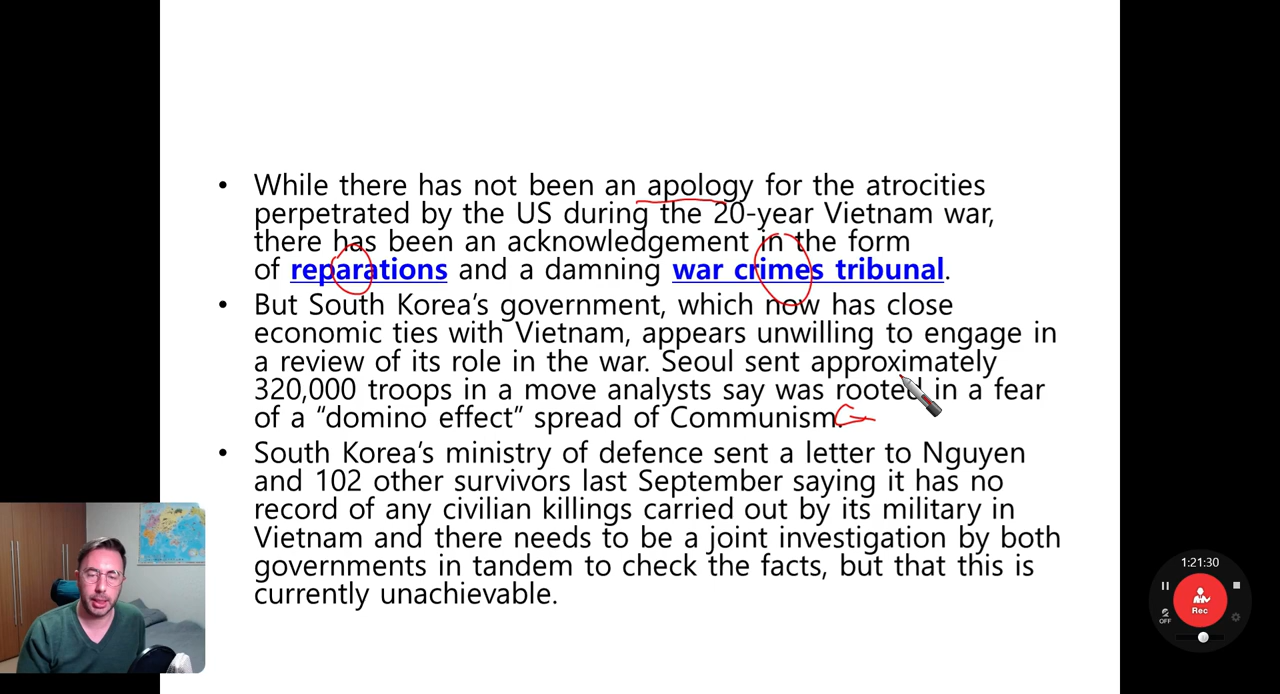 • While there has not been an apology for the atrocities
perpetrated by the US during the 20-year Vietnam war,
there has been an acknowledgement in the form
of reparations and a damning war crimes tribunal.
• But South Korea’s government, which now has close
economic ties with Vietnam, appears unwilling to engage in
a review of its role in the war. Seoul sent approximately
320,000 troops in a move analysts say was rooted in a fear
of a “domino effect” spread of Communism.
• South Korea’s ministry of defence sent a letter to Nguyen
and 102 other survivors last September saying it has no
record of any civilian killings carried out by its military in
Vietnam and there needs to be a joint investigation by both
governments in tandem to check the facts, but that this is
currently unachievable.
1:21:30
Rec
OFF